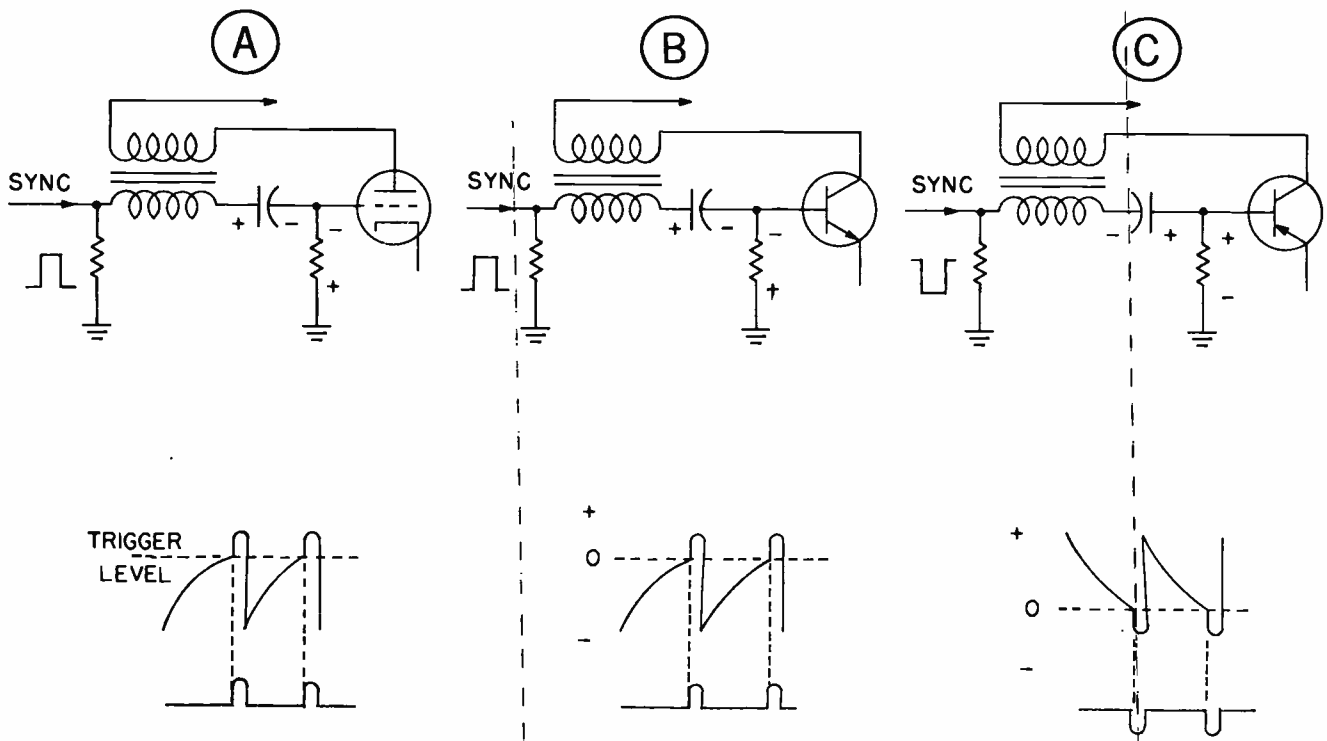 A
B
C
SYNC
+
-
-
+
SYNC
+
-
-
+
SYNC
-
+
+
-
TRIGGER
LEVEL
+
O
-
+
O
-